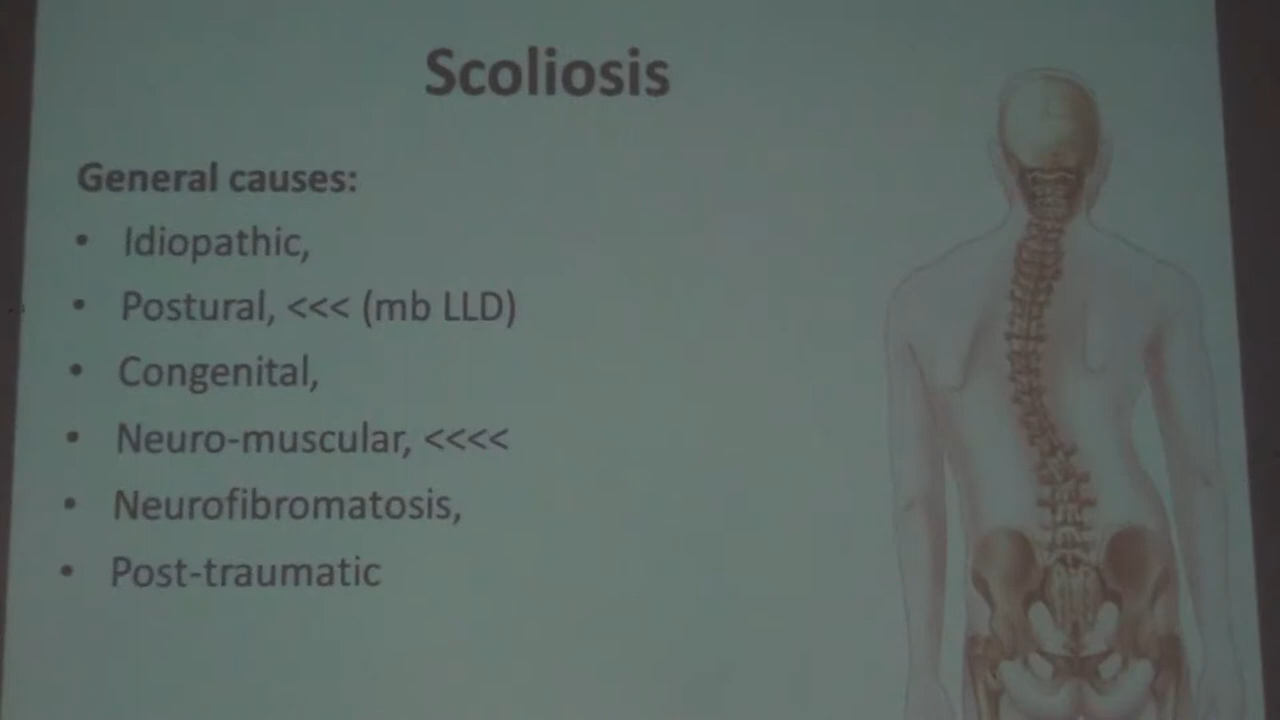 Scoliosis
General causes:
• Idiopathic,
• Postural, <<< (mb LLD)
• Congenital,
• Neuro-muscular, <<<<
• Neurofibromatosis,
• Post-traumatic